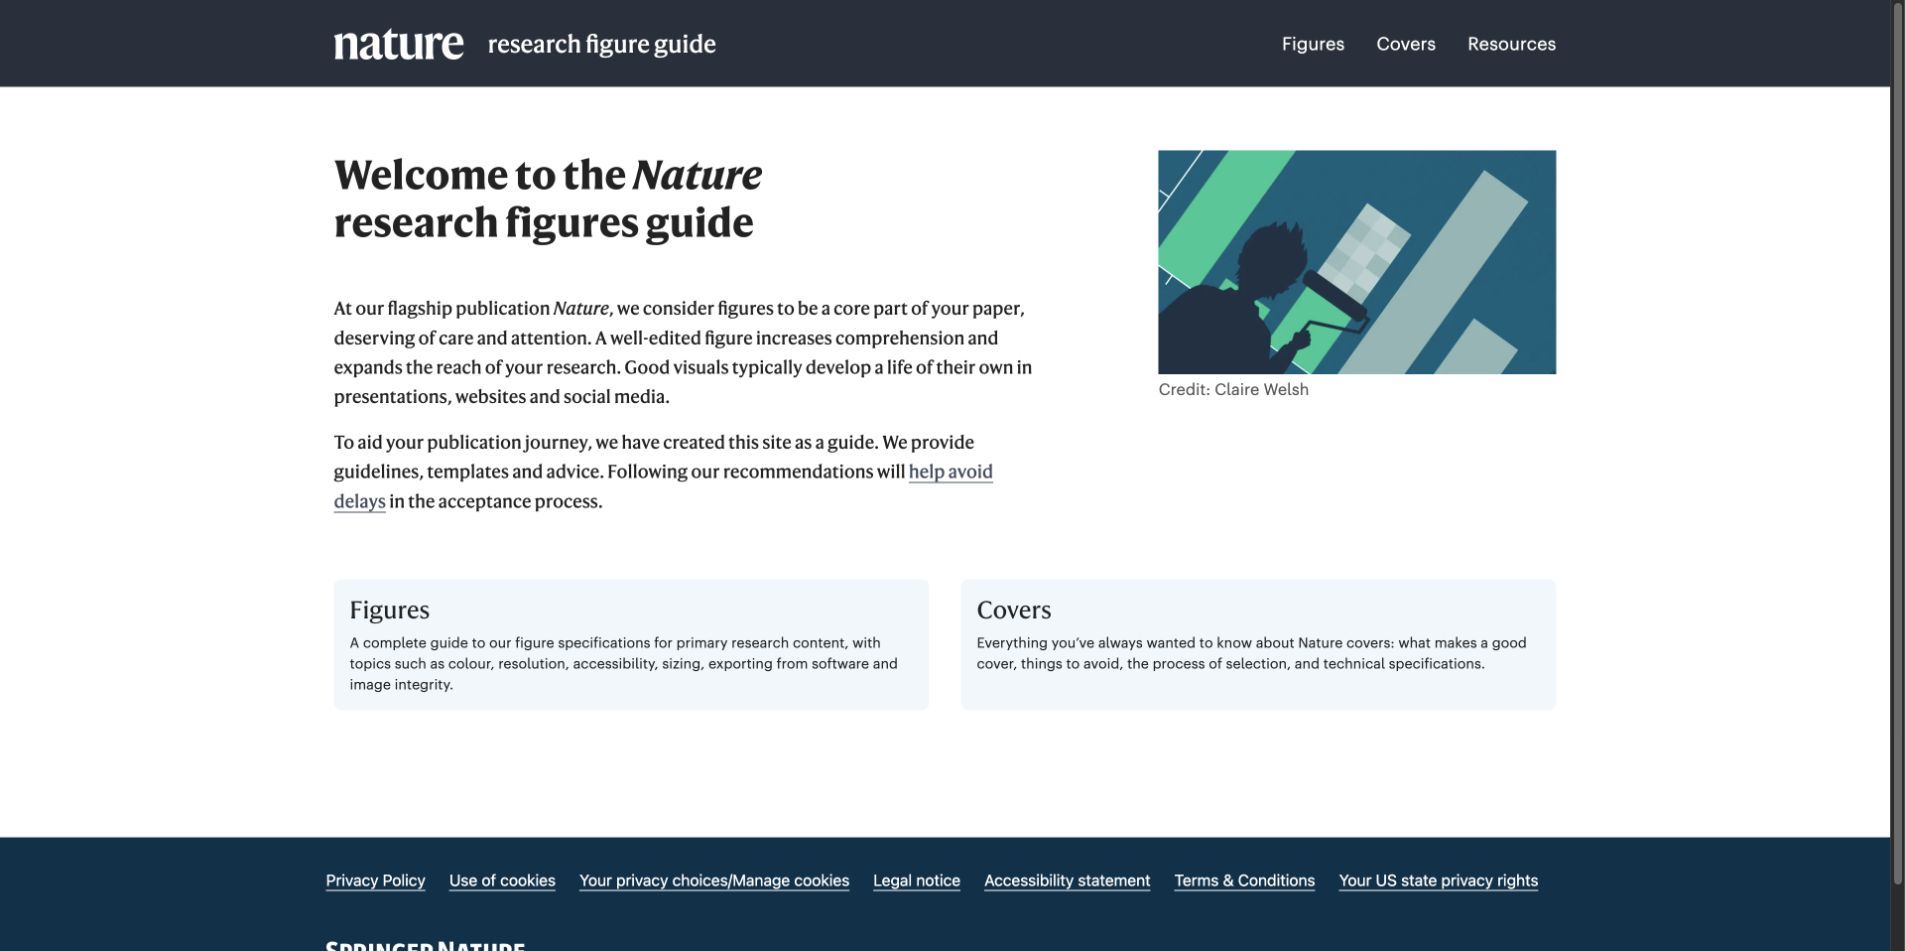 nature research figure guide Figures Covers Resources
Welcome to the Nature
research figures guide
At our flagship publication Nature, we consider figures to be a core part of your paper,
deserving of care and attention. A well-edited figure increases comprehension and
expands the reach of your research. Good visuals typically develop a life of their own in
presentations, websites and social media.
To aid your publication journey, we have created this site as a guide. We provide
guidelines, templates and advice. Following our recommendations will help avoid
delays in the acceptance process.
Credit: Claire Welsh
Figures
A complete guide to our figure specifications for primary research content, with
topics such as colour, resolution, accessibility, sizing, exporting from software and
image integrity.
Covers
Everything you’ve always wanted to know about Nature covers: what makes a good
cover, things to avoid, the process of selection, and technical specifications.
Privacy Policy Use of cookies Your privacy choices/Manage cookies Legal notice Accessibility statement Terms & Conditions Your US state privacy rights
SPRINGER NATURE